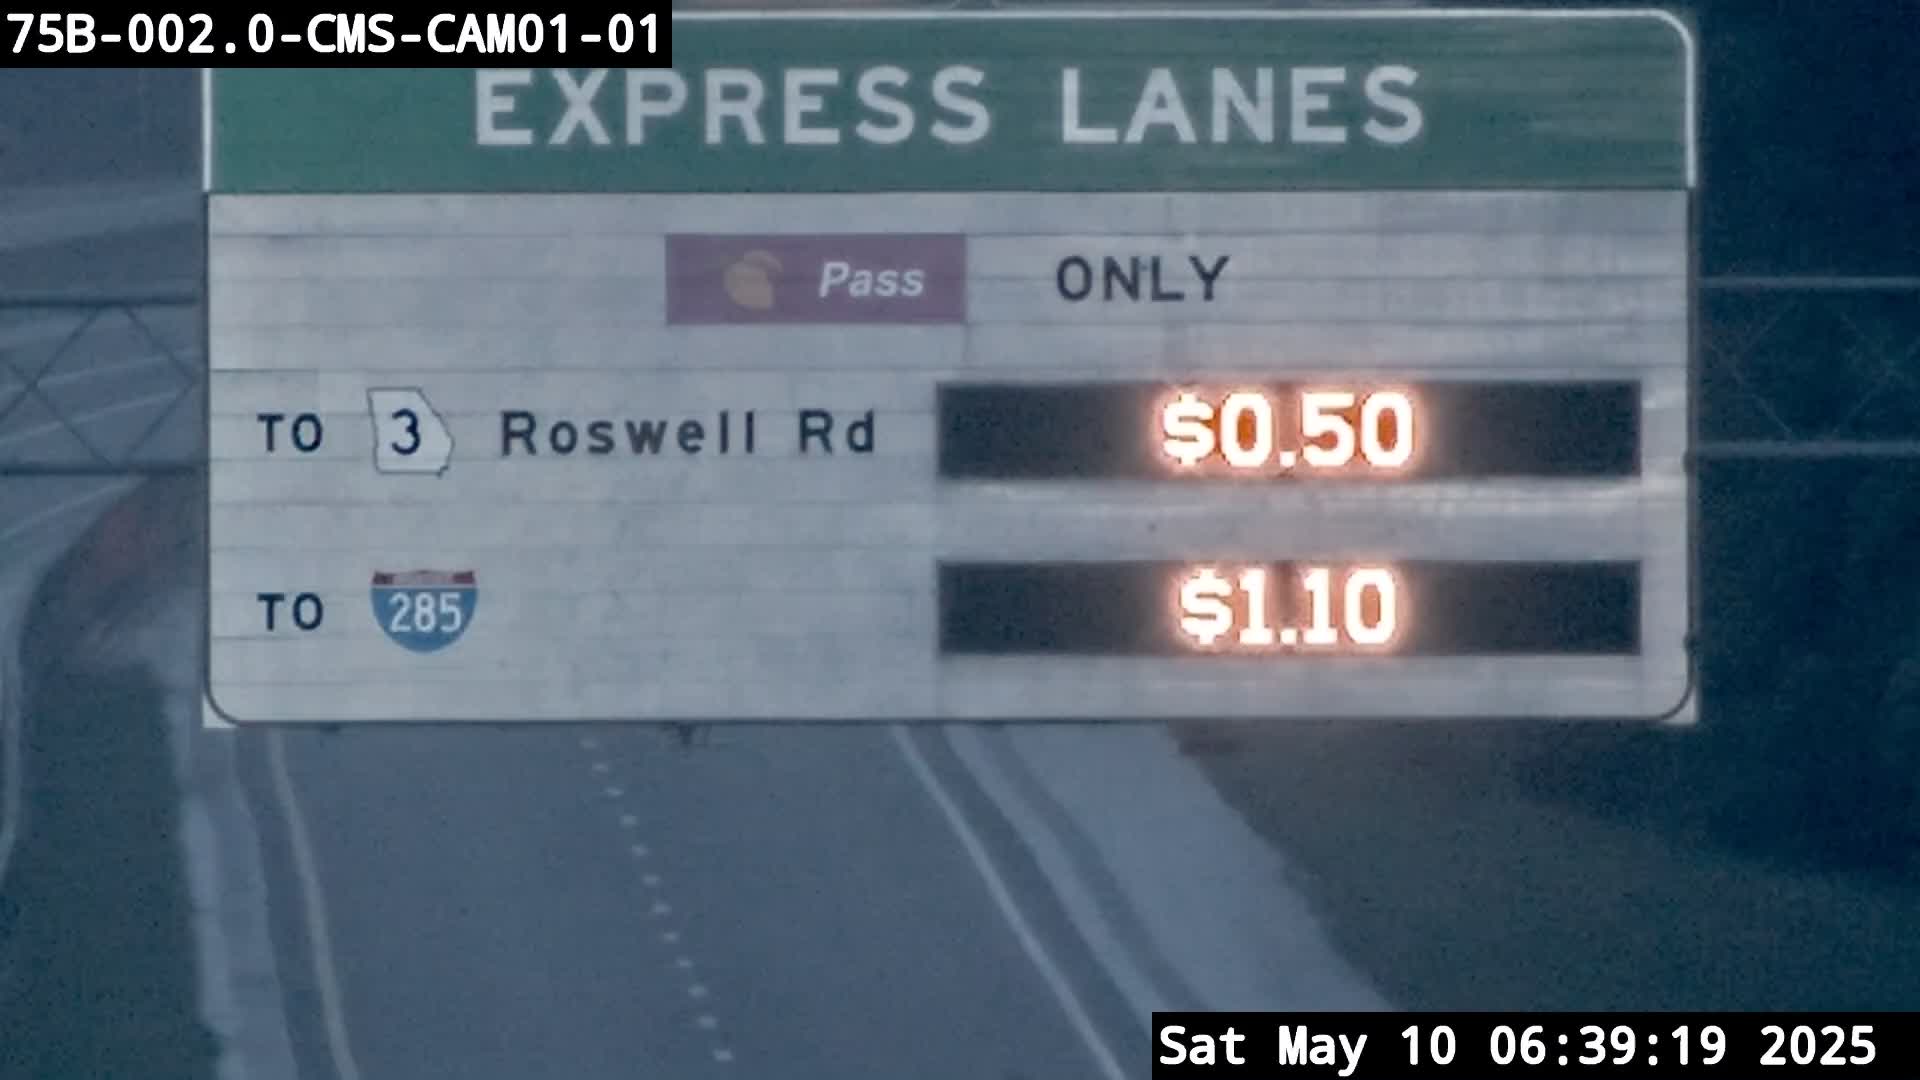 75B-002.0-CMS-CAM01-01
EXPRESS LANES
Pass ONLY
TO 3 Roswell Rd $0.50
TO 285 $1.10
Sat May 10 06:39:19 2025